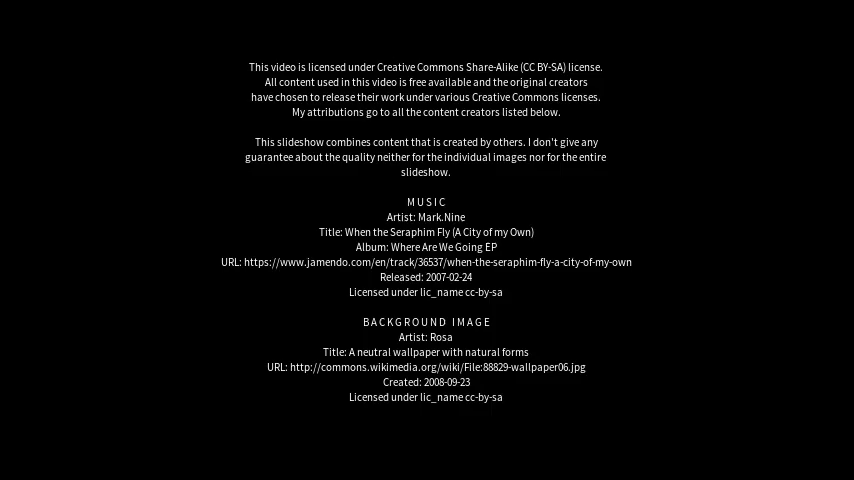 This video is licensed under Creative Commons Share-Alike (CC BY-SA) license.
All content used in this video is free available and the original creators
have chosen to release their work under various Creative Commons licenses.
My attributions go to all the content creators listed below.
This slideshow combines content that is created by others. I don't give any
guarantee about the quality neither for the individual images nor for the entire
slideshow.
MUSIC
Artist: Mark.Nine
Title: When the Seraphim Fly (A City of my Own)
Album: Where Are We Going EP
URL: https://www.jamendo.com/en/track/36537/when-the-seraphim-fly-a-city-of-my-own
Released: 2007-02-24
Licensed under lic_name cc-by-sa
BACKGROUND IMAGE
Artist: Rosa
Title: A neutral wallpaper with natural forms
URL: http://commons.wikimedia.org/wiki/File:88829-wallpaper06.jpg
Created: 2008-09-23
Licensed under lic_name cc-by-sa